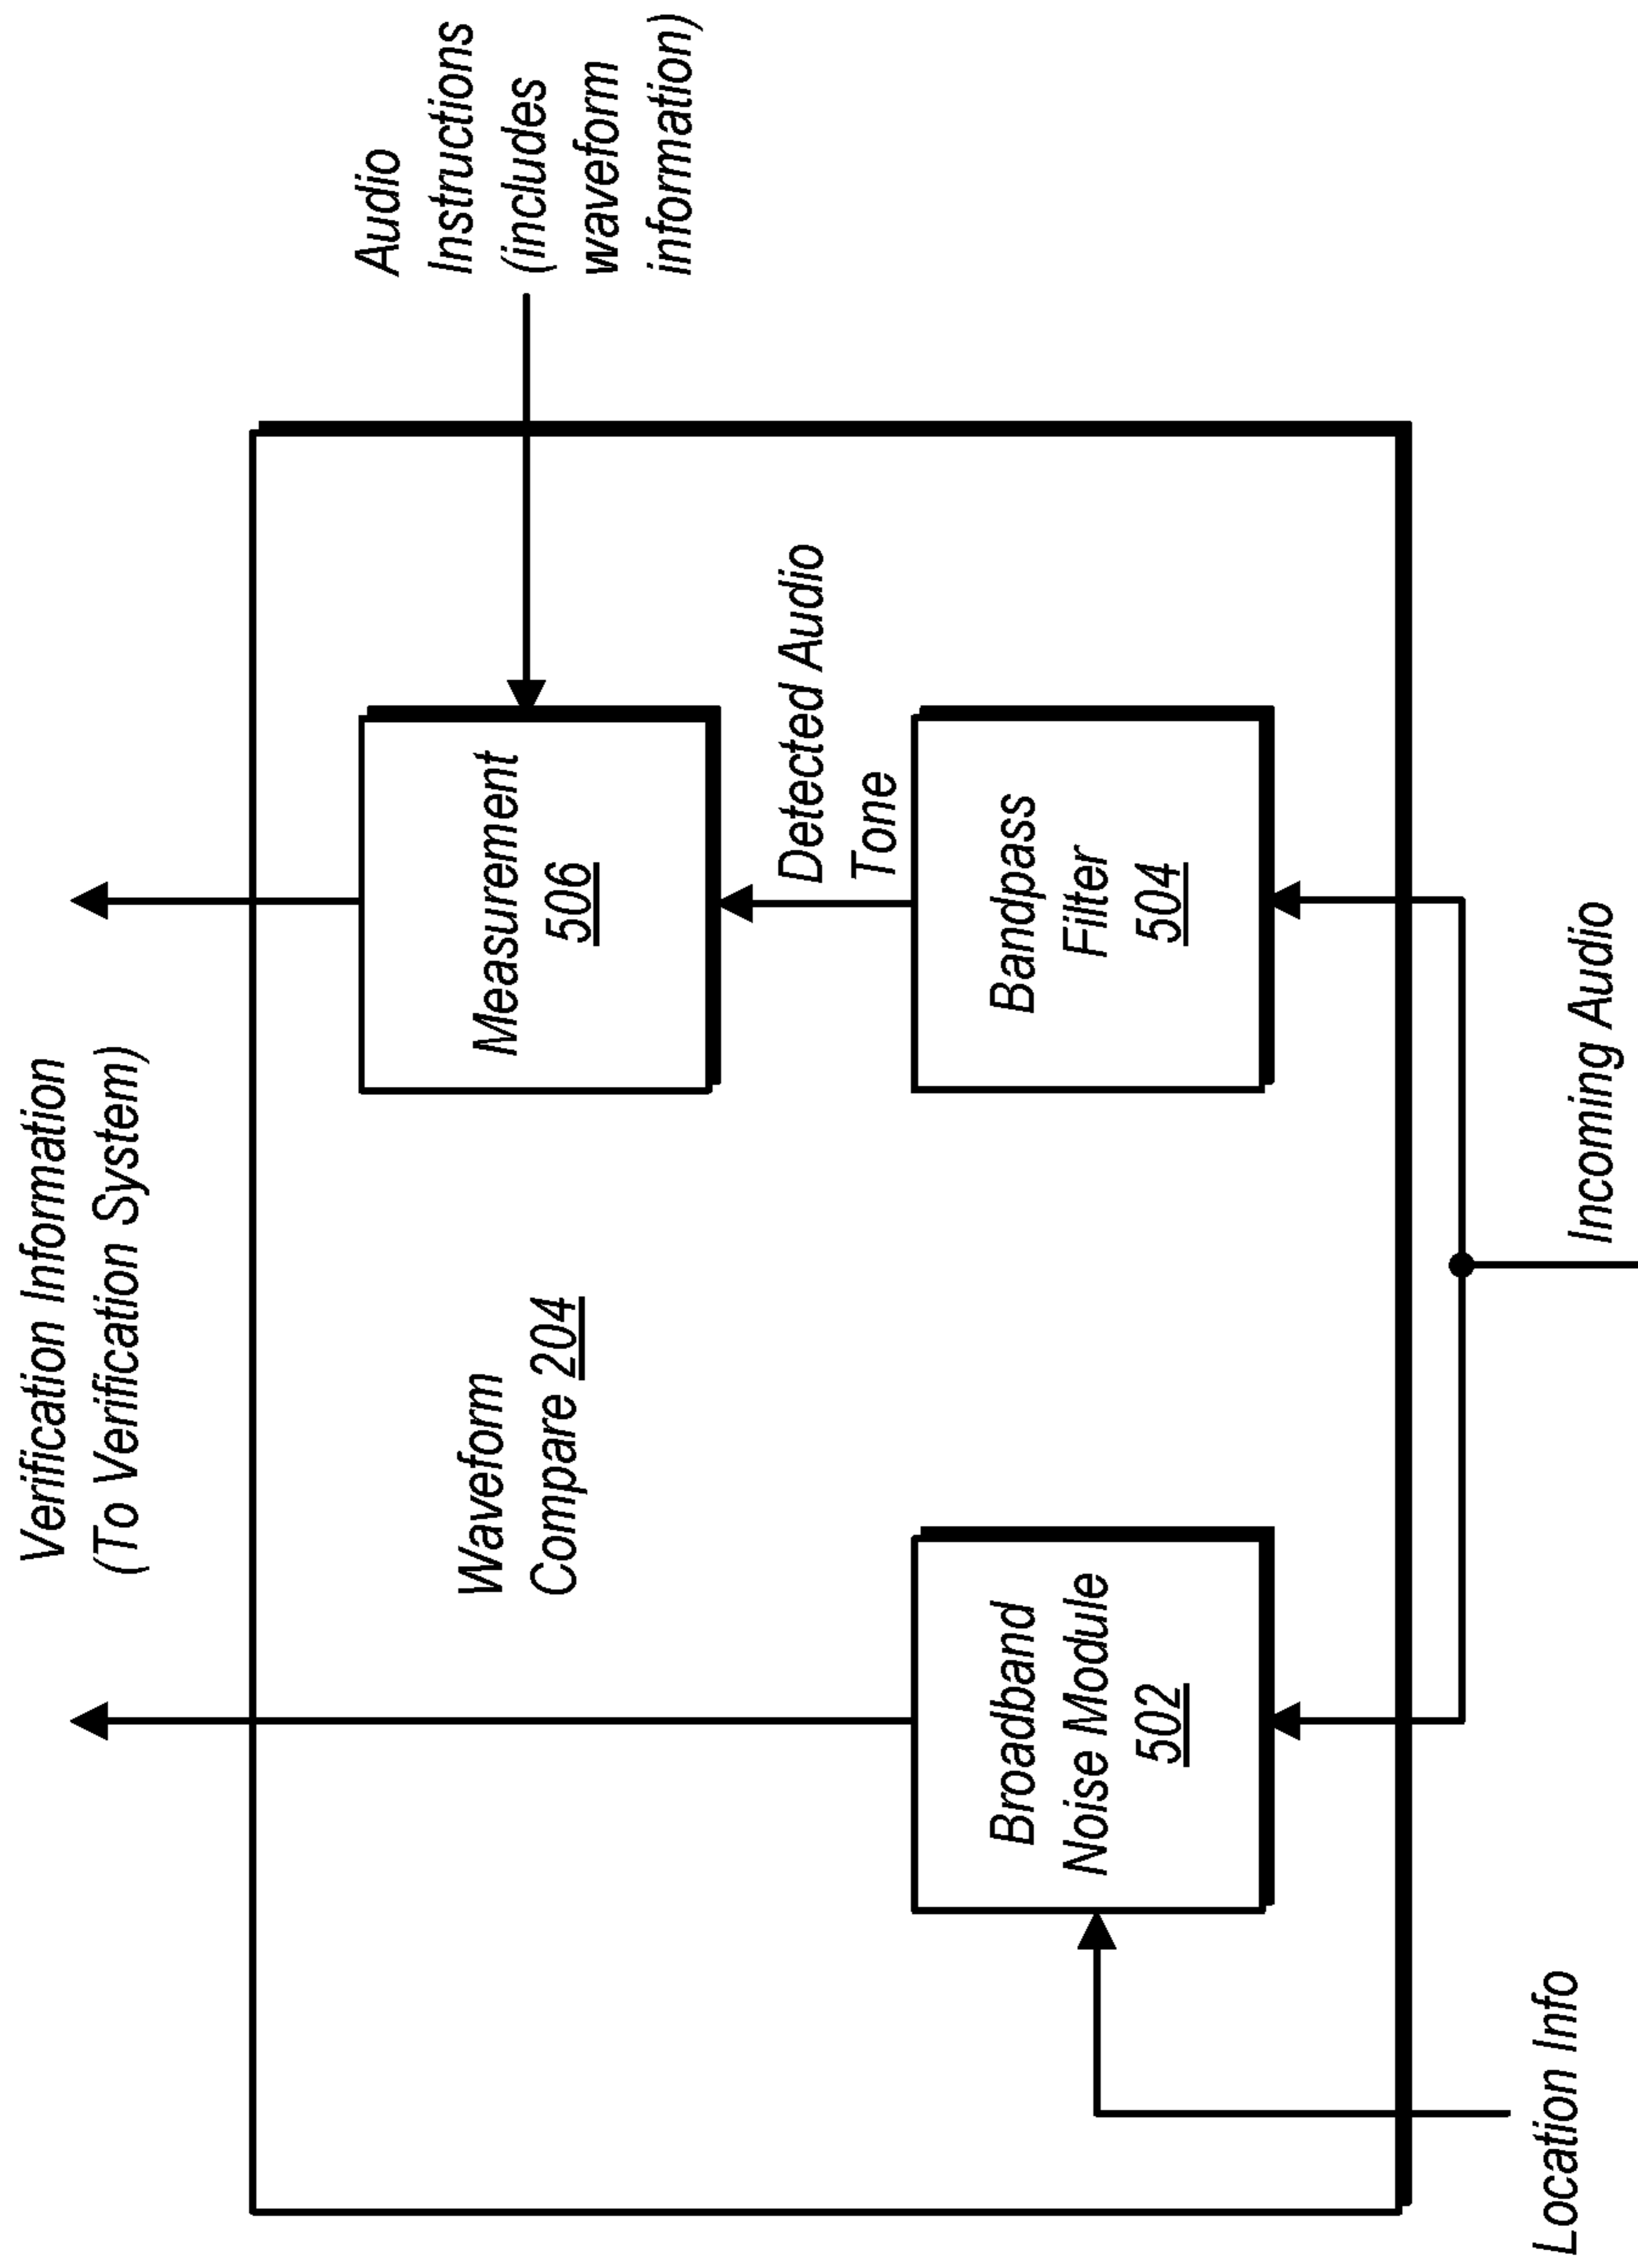 Verification Information
(To Verification System)
Audio
Instructions
(includes
waveform
information)
Waveform
Compare 204
Measurement
506
Detected Audio
Tone
Broadband
Noise Module
502
Bandpass
Filter
504
Location Info
Incoming Audio